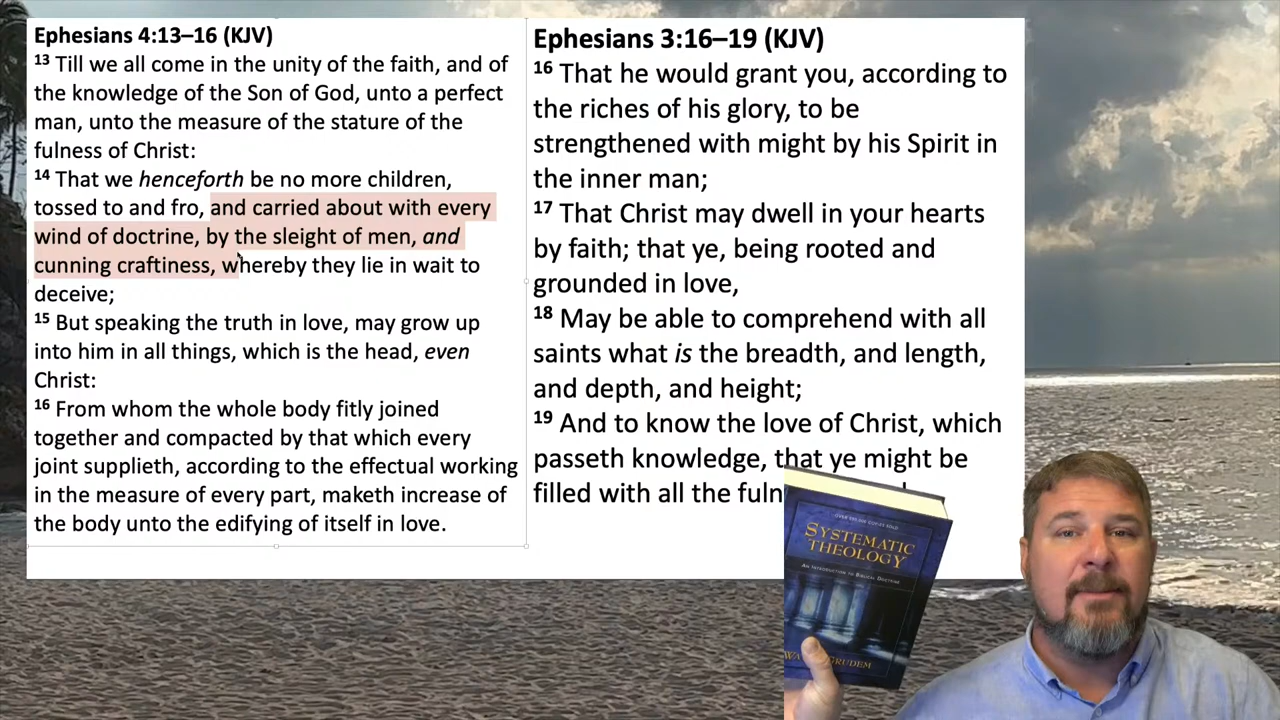 Ephesians 4:13–16 (KJV)
13 Till we all come in the unity of the faith, and of
the knowledge of the Son of God, unto a perfect
man, unto the measure of the stature of the
fulness of Christ:
14 That we henceforth be no more children,
tossed to and fro, and carried about with every
wind of doctrine, by the sleight of men, and
cunning craftiness, whereby they lie in wait to
deceive;
15 But speaking the truth in love, may grow up
into him in all things, which is the head, even
Christ:
16 From whom the whole body fitly joined
together and compacted by that which every
joint supplieth, according to the effectual working
in the measure of every part, maketh increase of
the body unto the edifying of itself in love.
Ephesians 3:16–19 (KJV)
16 That he would grant you, according to
the riches of his glory, to be
strengthened with might by his Spirit in
the inner man;
17 That Christ may dwell in your hearts
by faith; that ye, being rooted and
grounded in love,
18 May be able to comprehend with all
saints what is the breadth, and length,
and depth, and height;
19 And to know the love of Christ, which
passeth knowledge, that ye might be
filled with all the
SYSTEMATIC
THEOLOGY
AN INTRODUCTION TO BIBLICAL DOCTRINE
GRUDEM